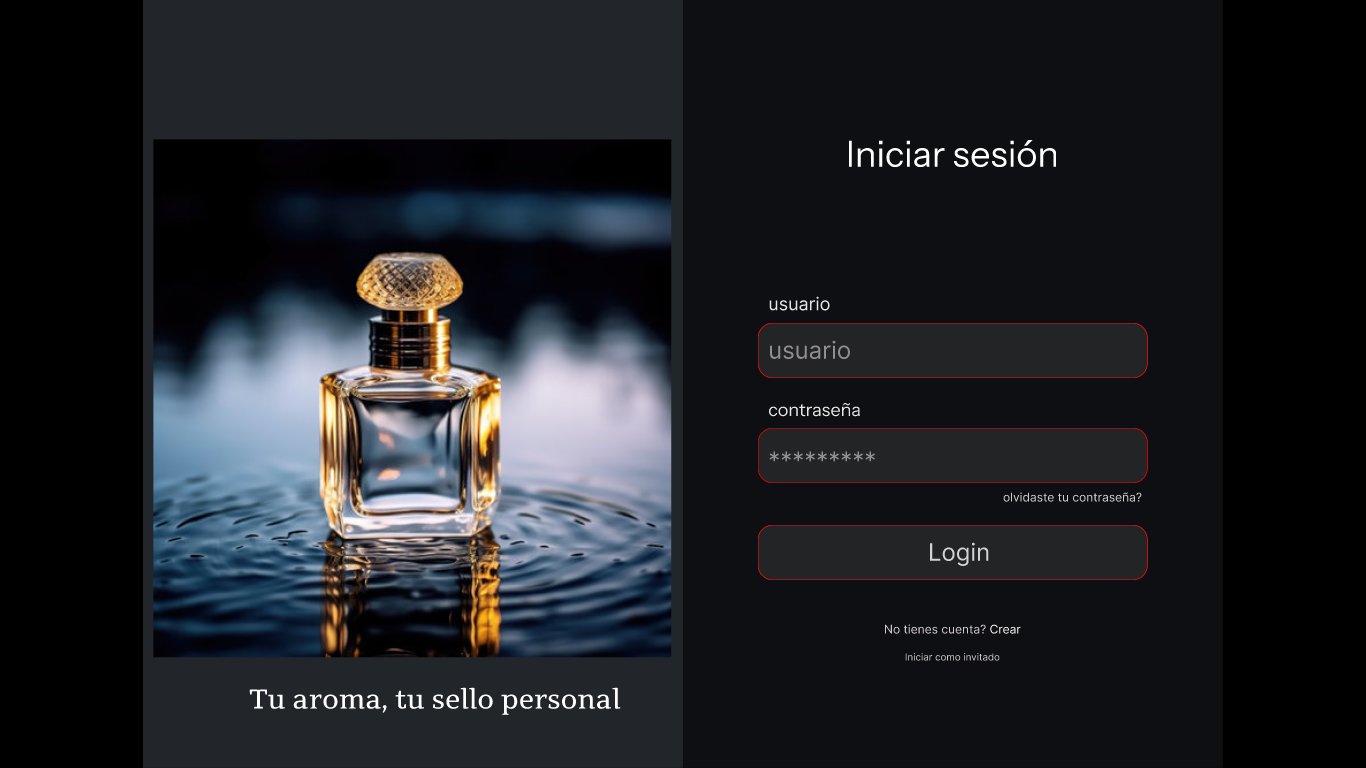 Tu aroma, tu sello personal
Iniciar sesión
usuario
usuario
contraseña
*********
olvidaste tu contraseña?
Login
No tienes cuenta? Crear
Iniciar como invitado